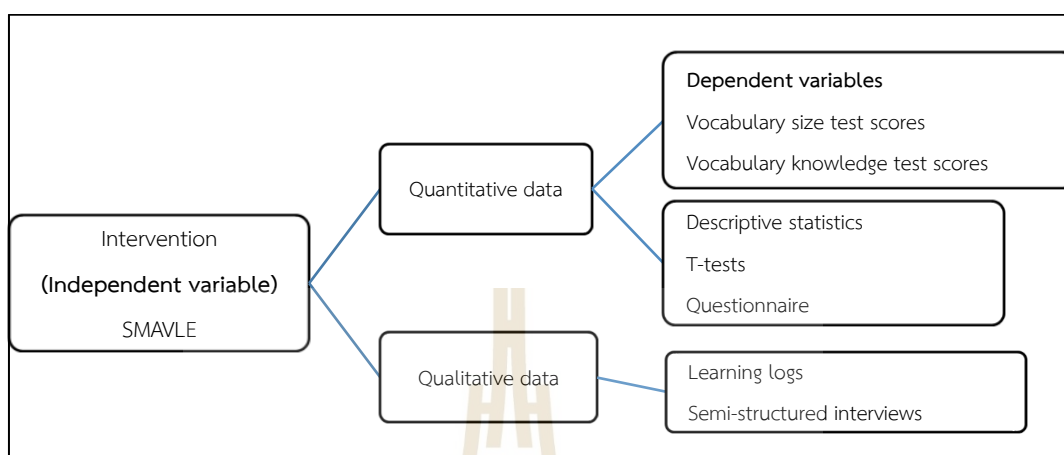 Intervention
(Independent variable)
SMAVLE
Quantitative data
Qualitative data
Dependent variables
Vocabulary size test scores
Vocabulary knowledge test scores
Descriptive statistics
T-tests
Questionnaire
Learning logs
Semi-structured interviews